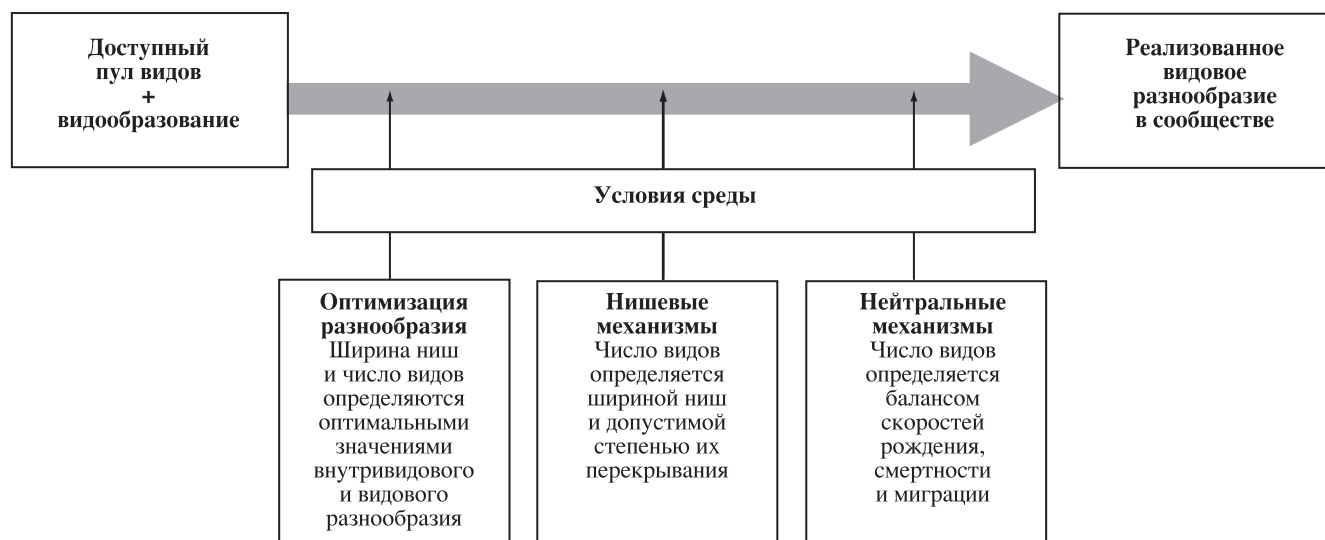 Доступный
пул видов
+
видообразование
Реализованное
видовое
разнообразие
в сообществе
Условия среды
Оптимизация
разнообразия
Ширина ниш
и число видов
определяются
оптимальными
значениями
внутривидового
и видового
разнообразия
Нишевые
механизмы
Число видов
определяется
шириной ниш
и допустимой
степенью их
перекрывания
Нейтральные
механизмы
Число видов
определяется
балансом
скоростей
рождения,
смертности
и миграции